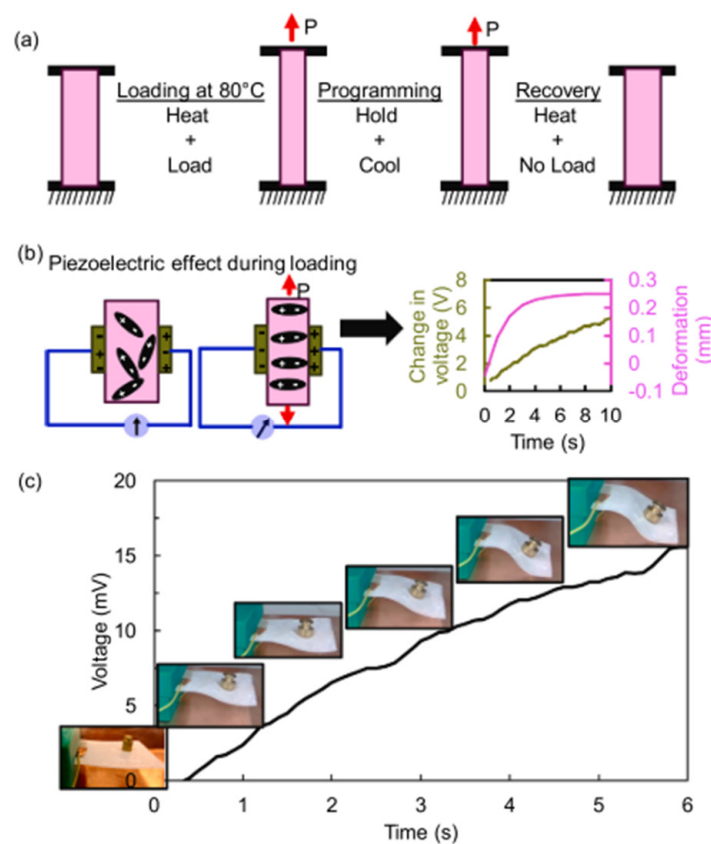 (a)
P
P
Loading at 80°C
Heat
+
Load
Programming
Hold
+
Cool
Recovery
Heat
+
No Load
(b)
Piezoelectric effect during loading
P
- + -
+ - +
- + -
+ - +
Change in
voltage (V)
8
6
4
2
0
0.3
0.2
0.1
0
-0.1
Deformation
(mm)
0 2 4 6 8 10
Time (s)
(c)
Voltage (mV)
20
15
10
5
0
0 1 2 3 4 5 6
Time (s)